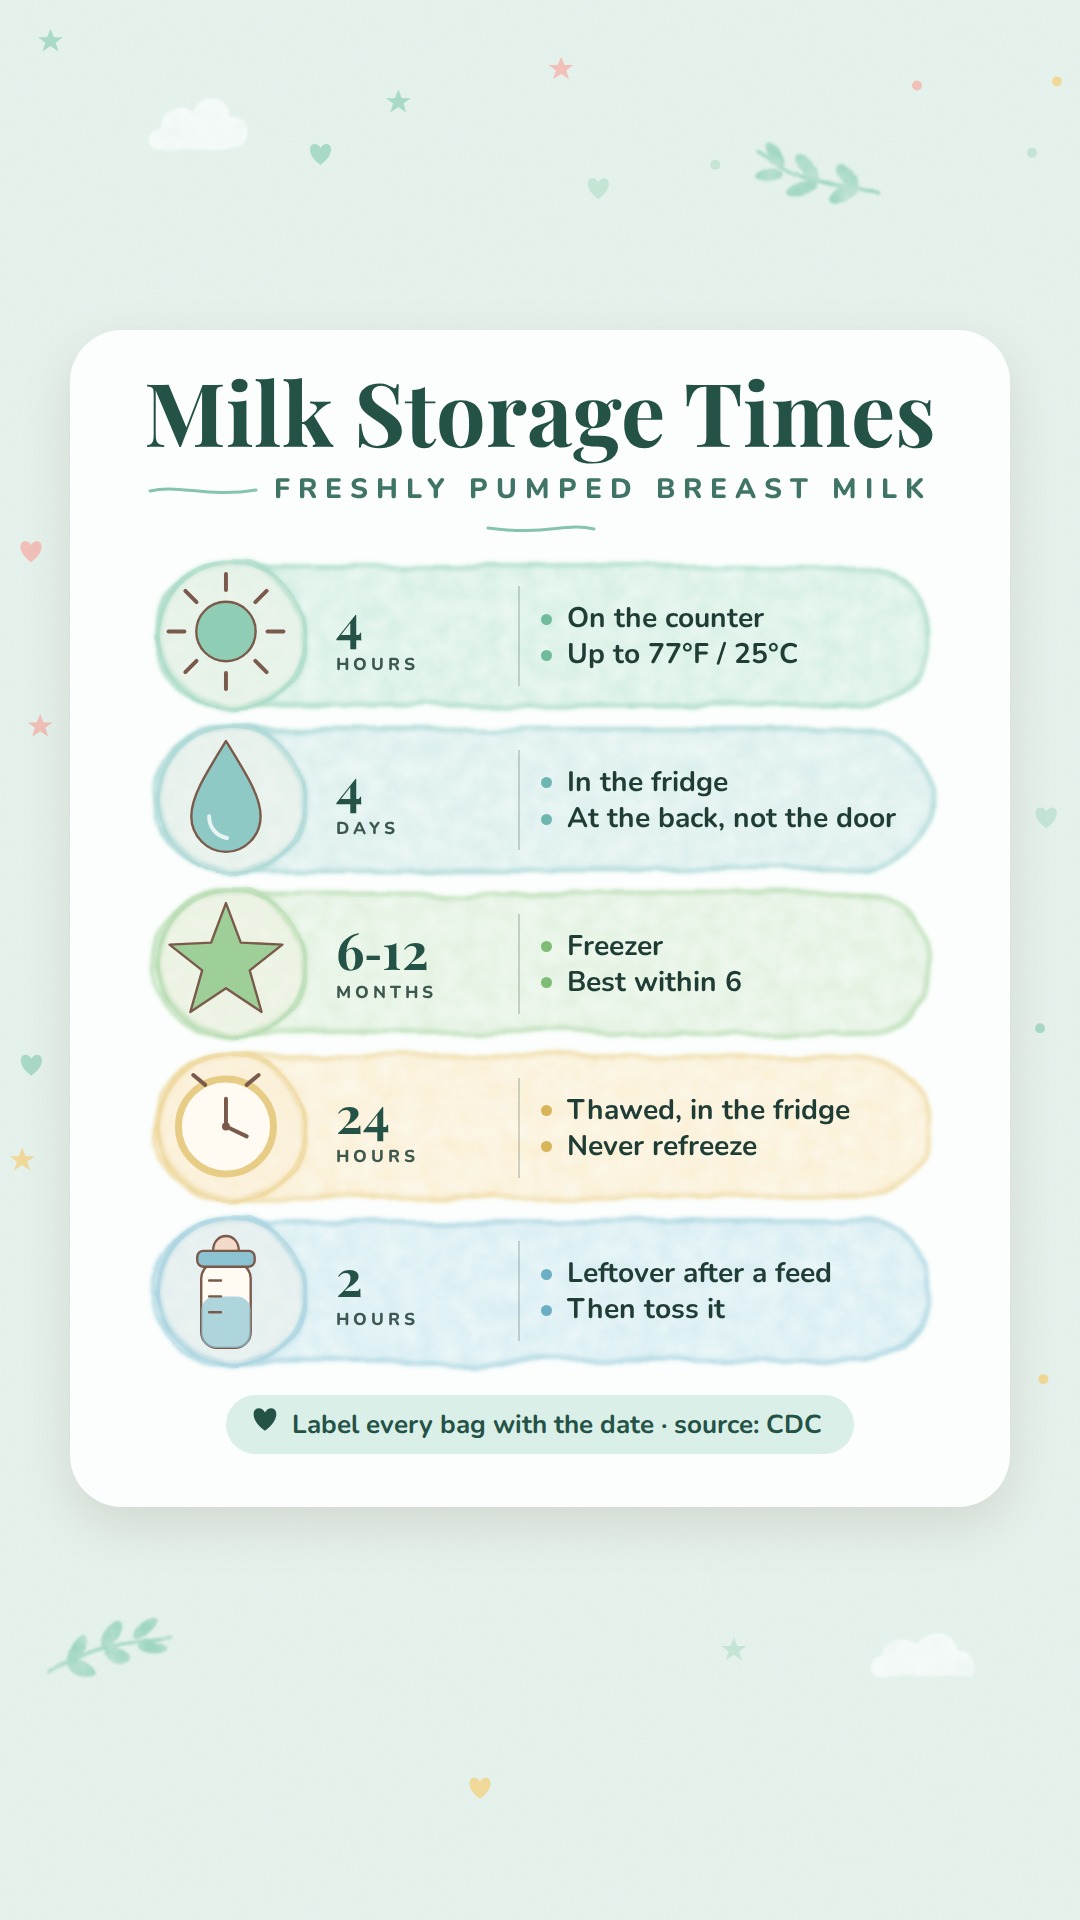 Milk Storage Times
FRESHLY PUMPED BREAST MILK
4
HOURS
On the counter
Up to 77°F / 25°C
4
DAYS
In the fridge
At the back, not the door
6-12
MONTHS
Freezer
Best within 6
24
HOURS
Thawed, in the fridge
Never refreeze
2
HOURS
Leftover after a feed
Then toss it
Label every bag with the date · source: CDC